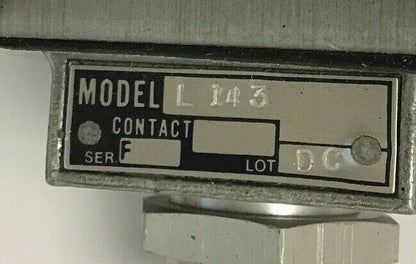 MODEL L 143
CONTACT
SER. F LOT DC